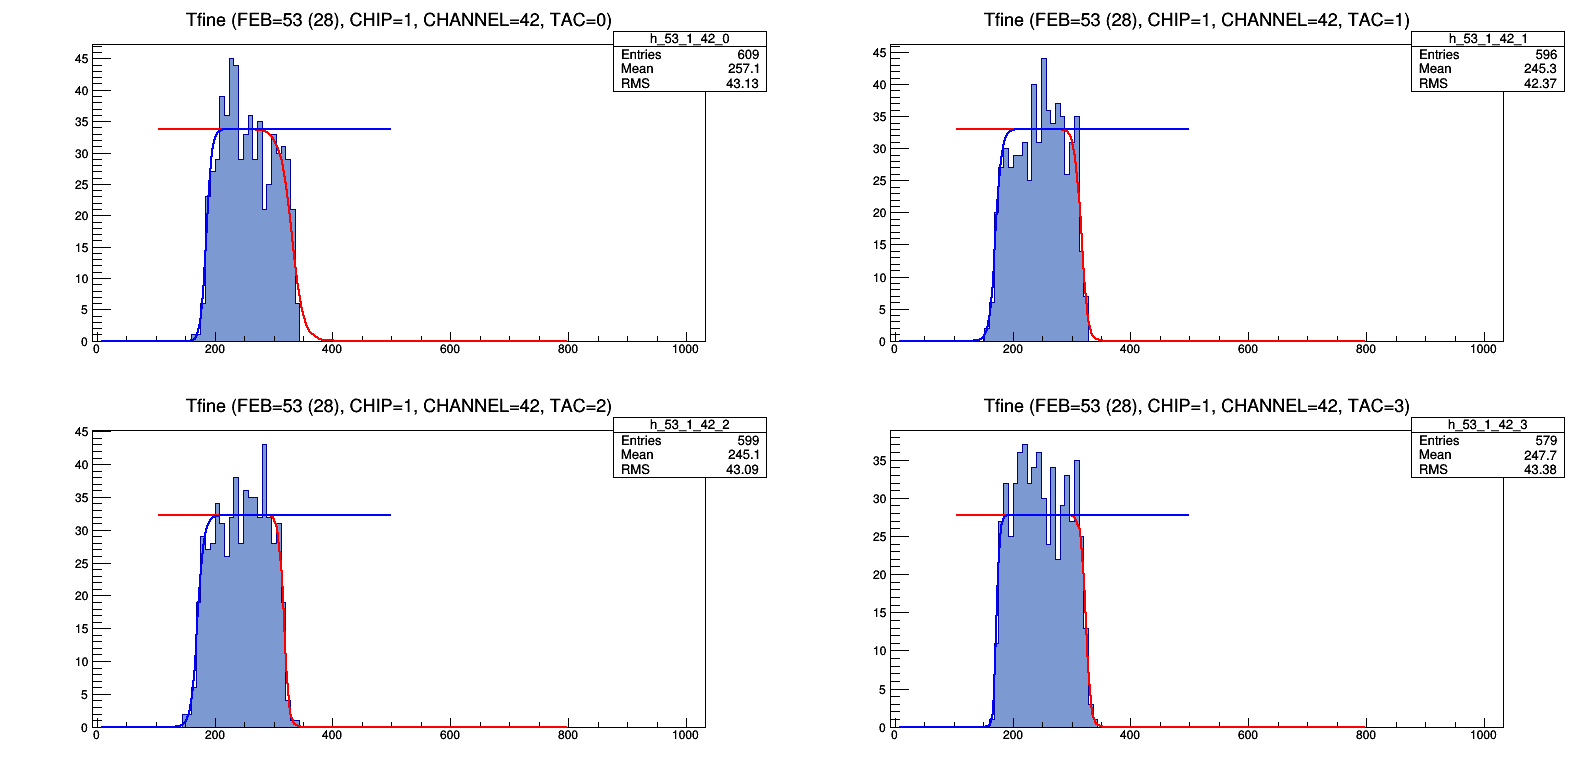 Tfine (FEB=53 (28), CHIP=1, CHANNEL=42, TAC=0)
h_53_1_42_0
Entries 609
Mean 257.1
RMS 43.13
45
40
35
30
25
20
15
10
5
0
0 200 400 600 800 1000
Tfine (FEB=53 (28), CHIP=1, CHANNEL=42, TAC=1)
h_53_1_42_1
Entries 596
Mean 245.3
RMS 42.37
45
40
35
30
25
20
15
10
5
0
0 200 400 600 800 1000
Tfine (FEB=53 (28), CHIP=1, CHANNEL=42, TAC=2)
h_53_1_42_2
Entries 599
Mean 245.1
RMS 43.09
45
40
35
30
25
20
15
10
5
0
0 200 400 600 800 1000
Tfine (FEB=53 (28), CHIP=1, CHANNEL=42, TAC=3)
h_53_1_42_3
Entries 579
Mean 247.7
RMS 43.38
35
30
25
20
15
10
5
0
0 200 400 600 800 1000